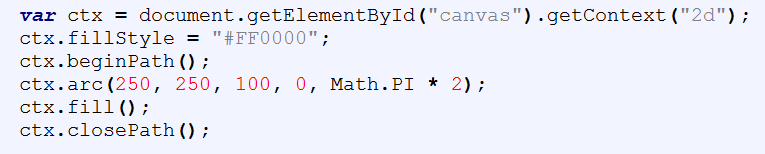 var ctx = document.getElementById("canvas").getContext("2d");
ctx.fillStyle = "#FF0000";
ctx.beginPath();
ctx.arc(250, 250, 100, 0, Math.PI * 2);
ctx.fill();
ctx.closePath();